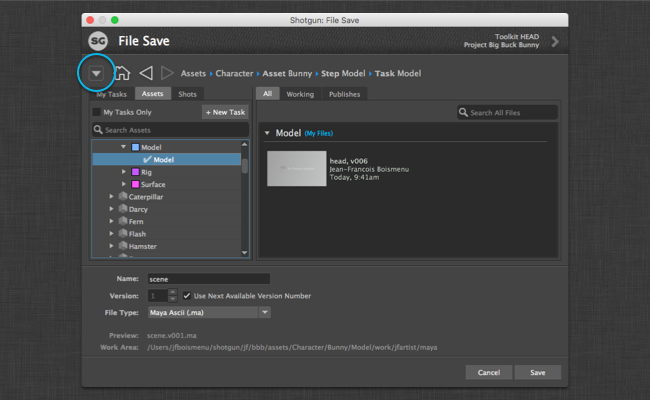 Shotgun: File Save
SG File Save
Toolkit HEAD
Project Big Buck Bunny
Assets › Character › Asset Bunny › Step Model › Task Model
My Tasks Assets Shots
All Working Publishes
My Tasks Only
+ New Task
Search All Files
Search Assets
Model (My Files)
Model
Model
Rig
Surface
Caterpillar
Darcy
Fern
Flash
Hamster
head, v006
Jean-Francois Boismenu
Today, 9:41am
Name: scene
Version: 1 Use Next Available Version Number
File Type: Maya Ascii (.ma)
Preview: scene.v001.ma
Work Area: /Users/jfboismenu/shotgun/jf/bbb/assets/Character/Bunny/Model/work/jfartist/maya
Cancel Save